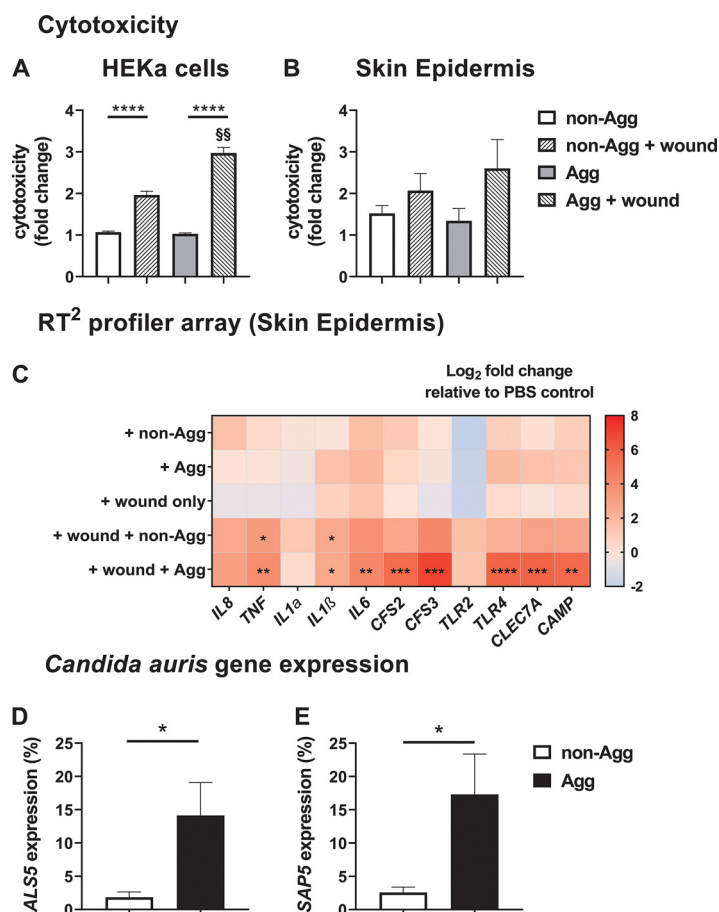 Cytotoxicity
A HEKa cells
B Skin Epidermis
cytotoxicity
(fold change)
4
3
2
1
0
****
****
§§
cytotoxicity
(fold change)
4
3
2
1
0
non-Agg
non-Agg + wound
Agg
Agg + wound
RT² profiler array (Skin Epidermis)
C
Log₂ fold change
relative to PBS control
+ non-Agg
+ Agg
+ wound only
+ wound + non-Agg * *
+ wound + Agg ** * ** *** *** **** *** **
8
6
4
2
0
-2
IL8 TNF IL1a IL1ß IL6 CFS2 CFS3 TLR2 TLR4 CLEC7A CAMP
Candida auris gene expression
D
ALS5 expression (%)
25
20
15
10
5
0
*
E
SAP5 expression (%)
25
20
15
10
5
0
*
non-Agg
Agg